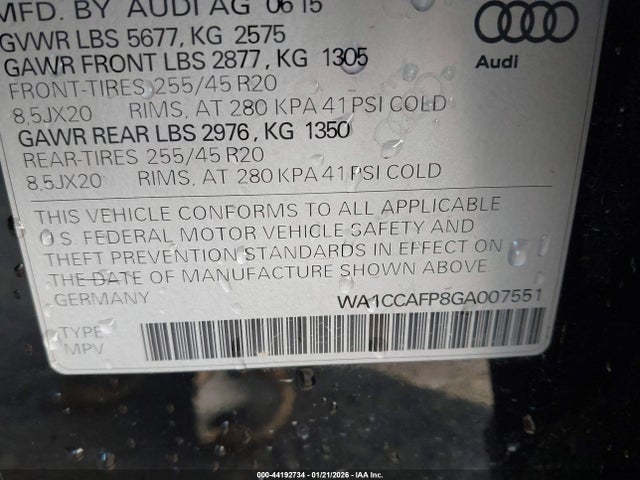 MFD. BY AUDI AG 06 15
GVWR LBS 5677, KG 2575
GAWR FRONT LBS 2877, KG 1305
FRONT-TIRES 255/45 R20
8,5JX20 RIMS, AT 280 KPA 41 PSI COLD
GAWR REAR LBS 2976, KG 1350
REAR-TIRES 255/45 R20
8,5JX20 RIMS, AT 280 KPA 41 PSI COLD
Audi
THIS VEHICLE CONFORMS TO ALL APPLICABLE
U.S. FEDERAL MOTOR VEHICLE SAFETY AND
THEFT PREVENTION STANDARDS IN EFFECT ON
THE DATE OF MANUFACTURE SHOWN ABOVE.
GERMANY WA1CCAFP8GA007551
TYPE
MPV
000-44192734 - 01/21/2026 - IAA Inc.